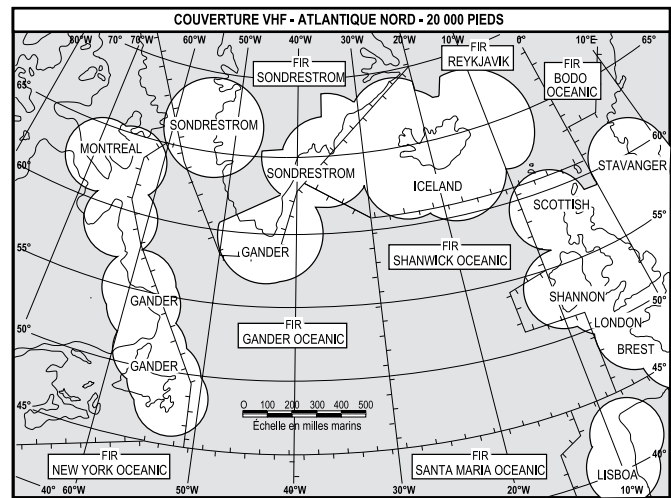 COUVERTURE VHF - ATLANTIQUE NORD - 20 000 PIEDS
80°W 70°W 80°W 70°W 60°W 50°W 40°W 30°W 20°W 10°W 0° 10°E 65°
FIR
SONDRESTROM
FIR
REYKJAVIK
FIR
BODO
OCEANIC
65°
SONDRESTROM
MONTREAL
60°
60°
STAVANGER
SONDRESTROM
ICELAND
SCOTTISH
55°
55°
GANDER
FIR
SHANWICK OCEANIC
GANDER
SHANNON
50°
50°
LONDON
FIR
GANDER OCEANIC
BREST
GANDER
45°
45°
0 100 200 300 400 500
Échelle en milles marins
FIR
NEW YORK OCEANIC
FIR
SANTA MARIA OCEANIC
40°
LISBOA
40° 60°W 50°W 40°W 30°W 20°W 10°W